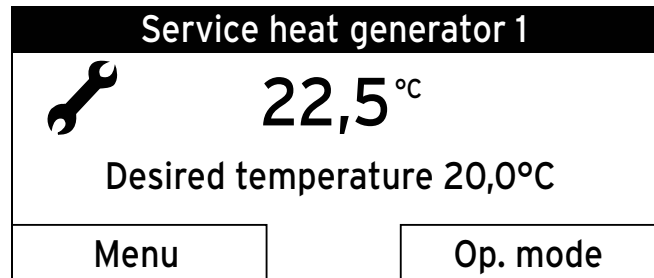 Service heat generator 1
22,5 °C
Desired temperature 20,0°C
Menu Op. mode